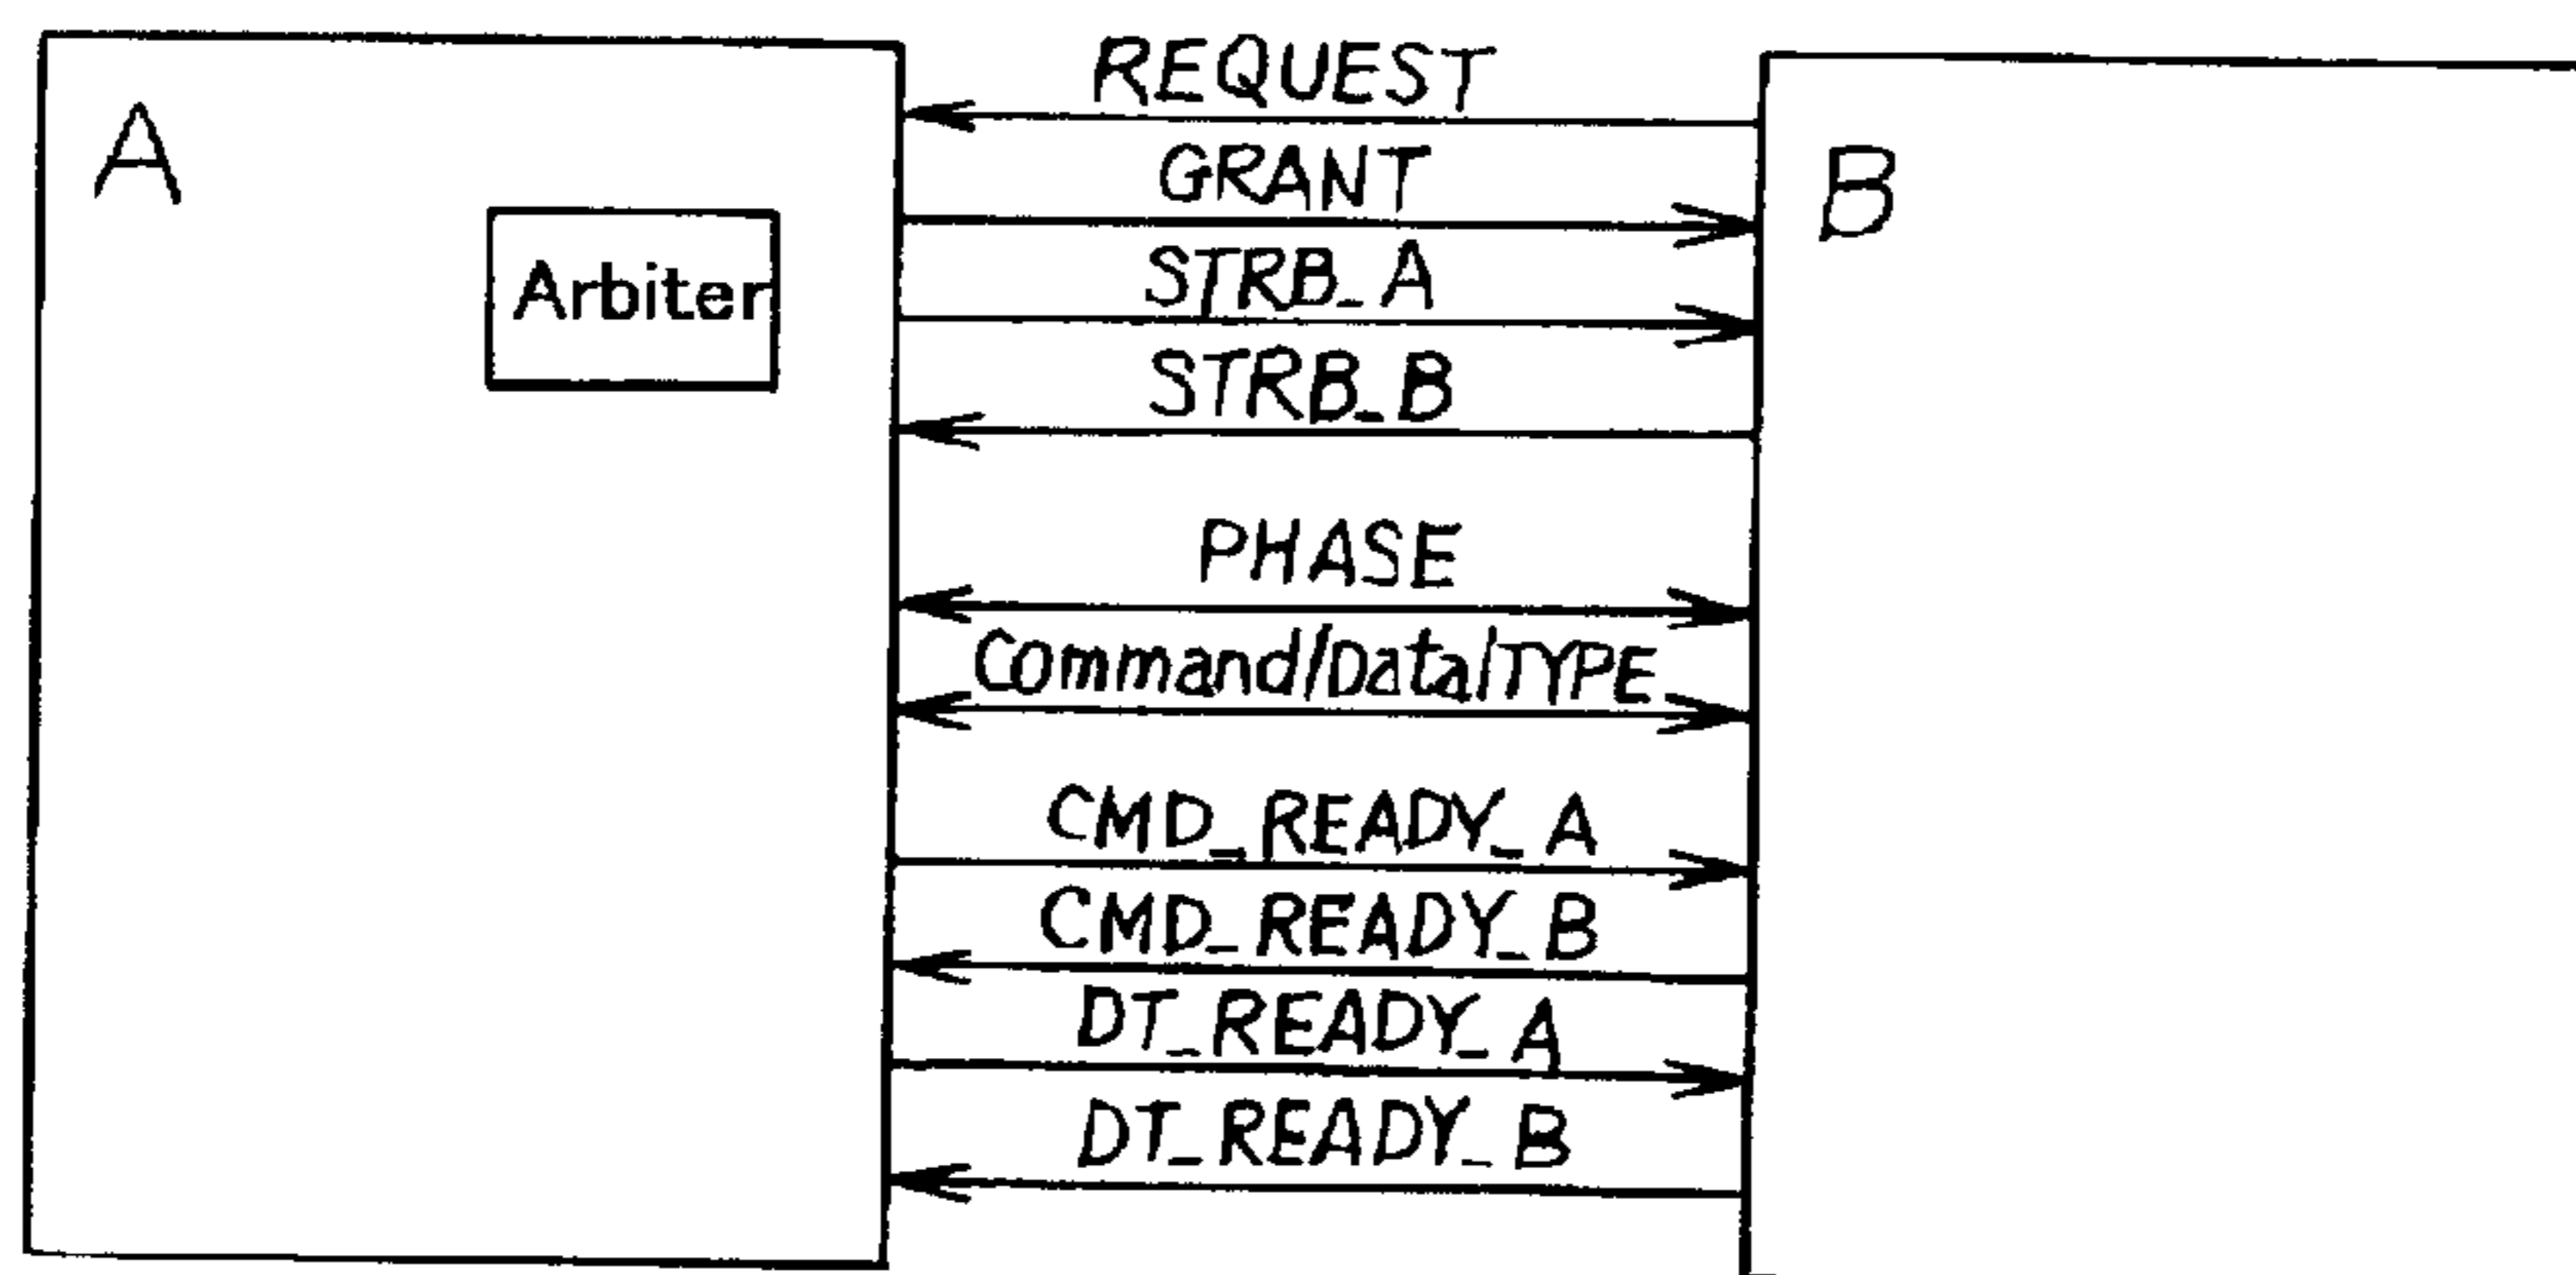 A
Arbiter
REQUEST
GRANT
STRB_A
STRB_B
PHASE
Command/Data/TYPE
CMD_READY_A
CMD_READY_B
DT_READY_A
DT_READY_B
B